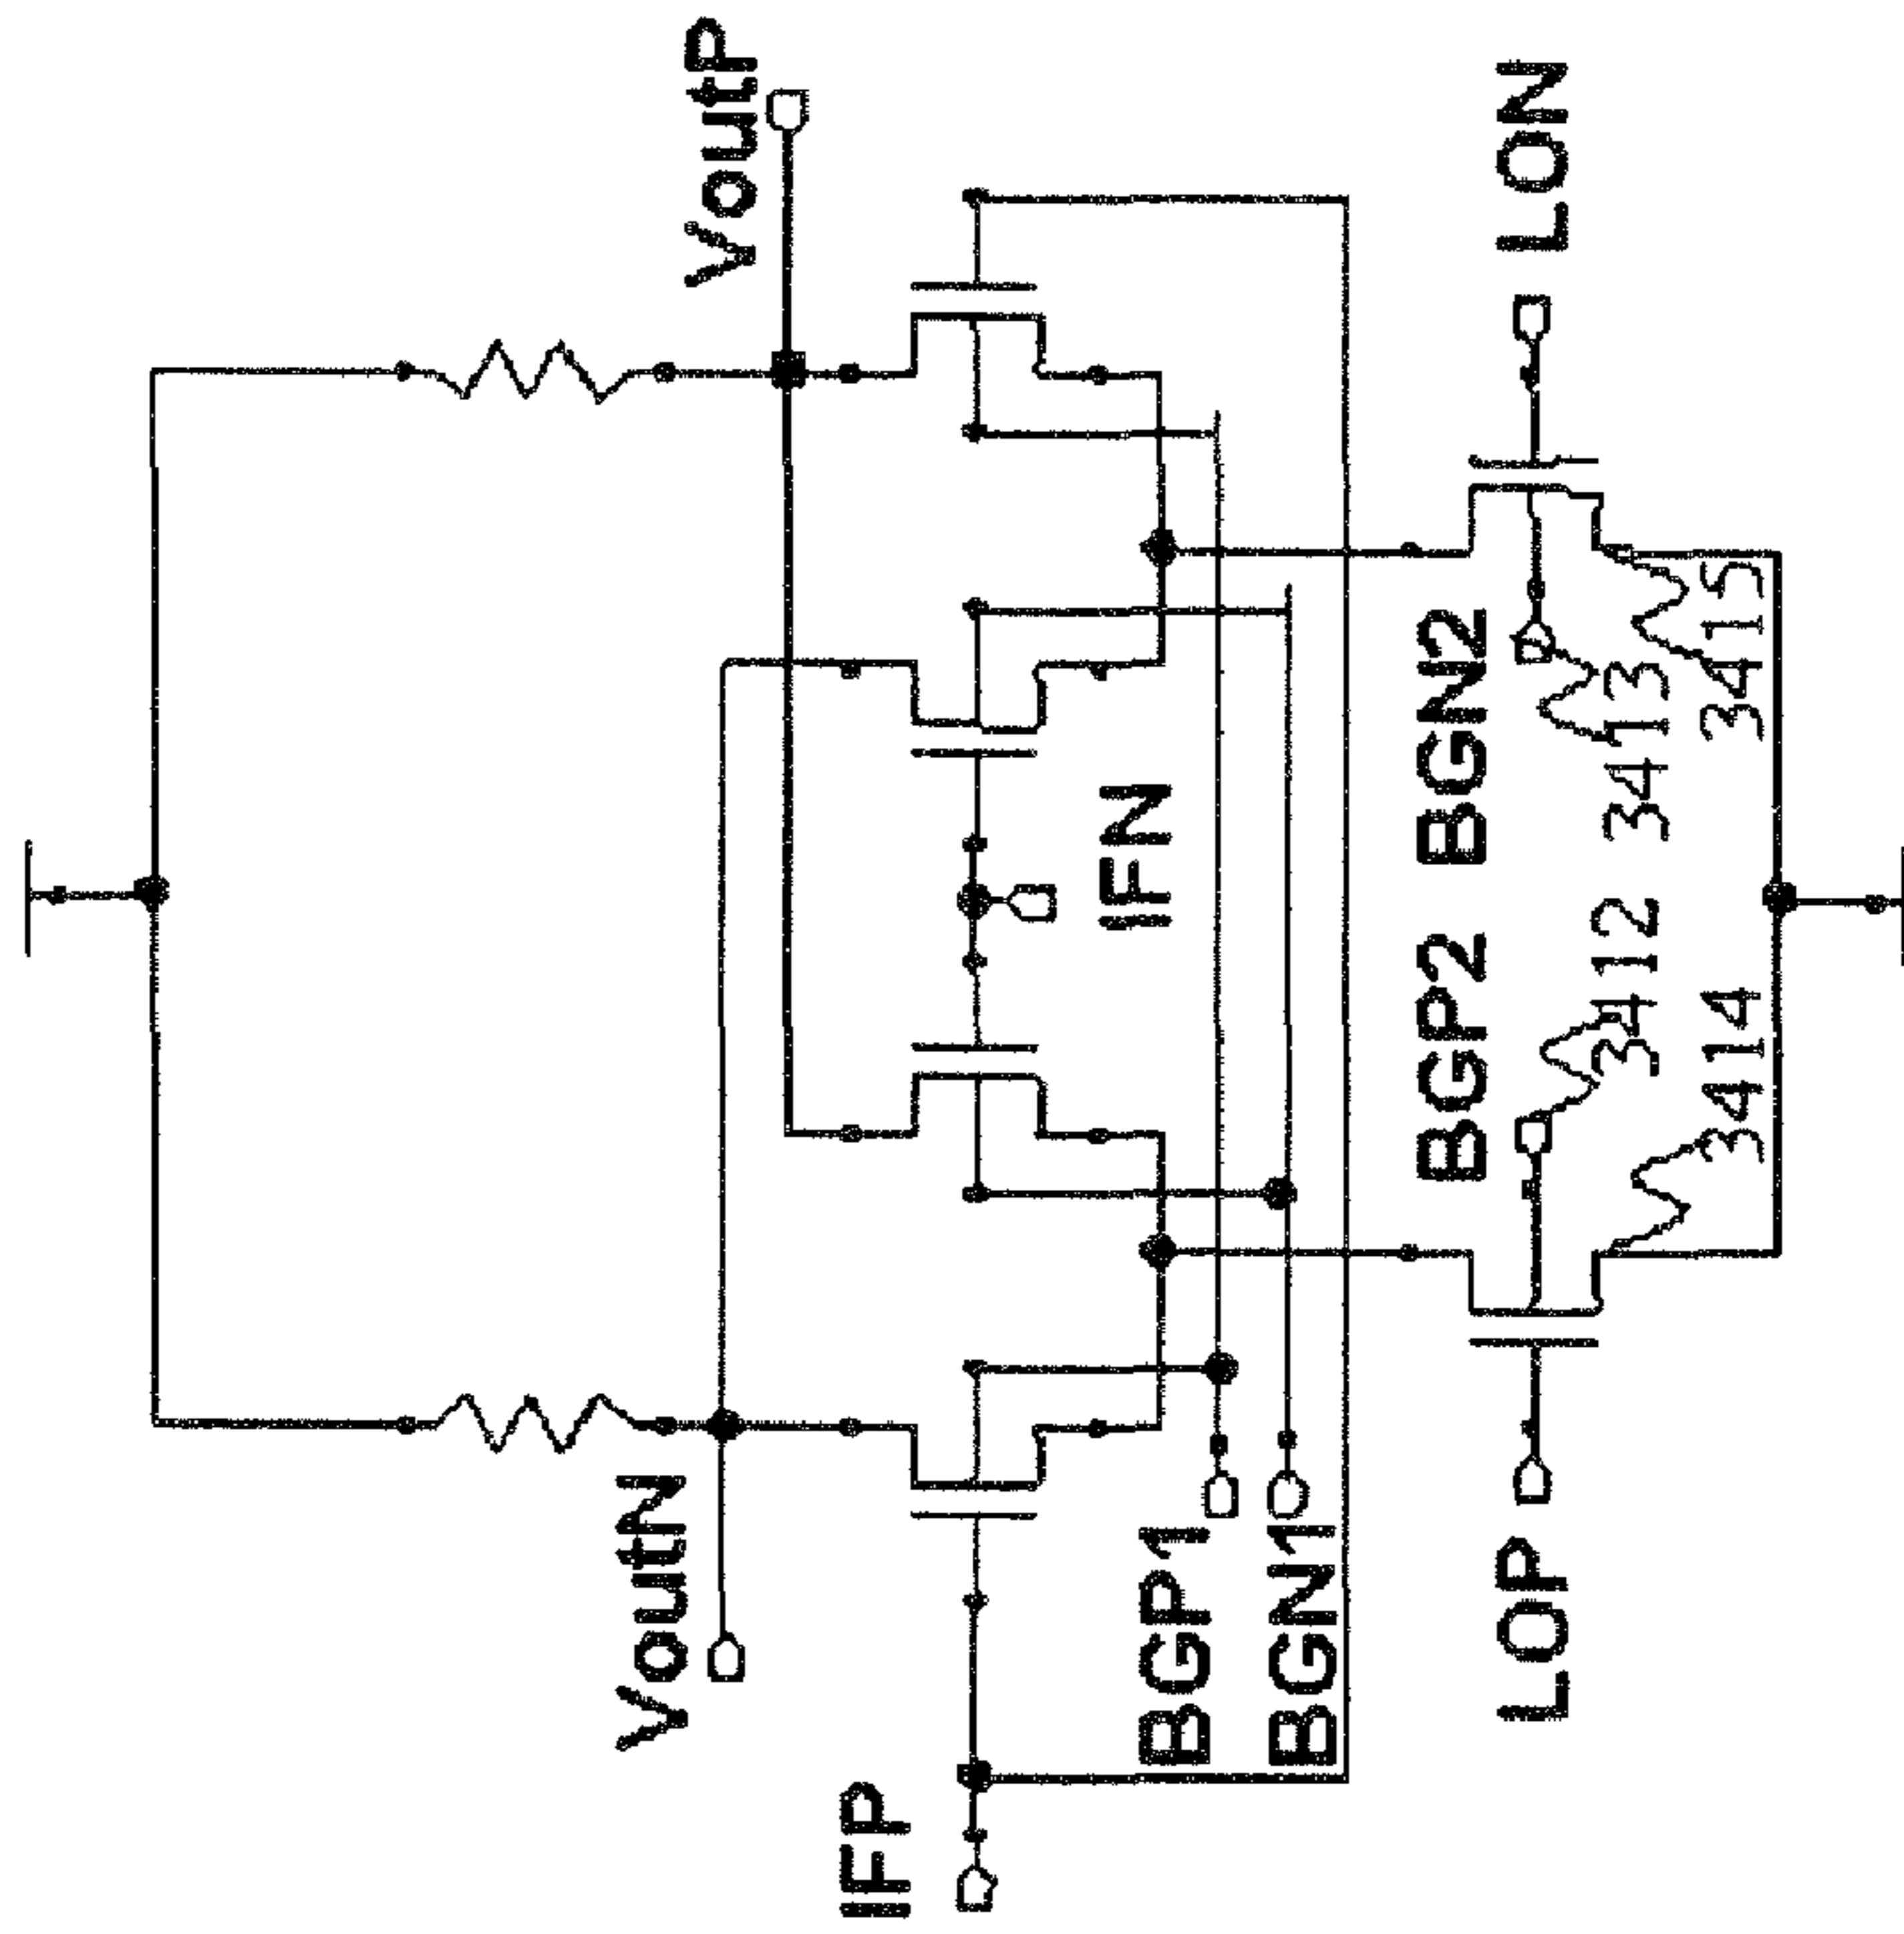 VoutP
VoutN
IFP
IFN
BGP1
BGN1
BGP2
BGN2
LOP
LON
3412
3413
3414
3415